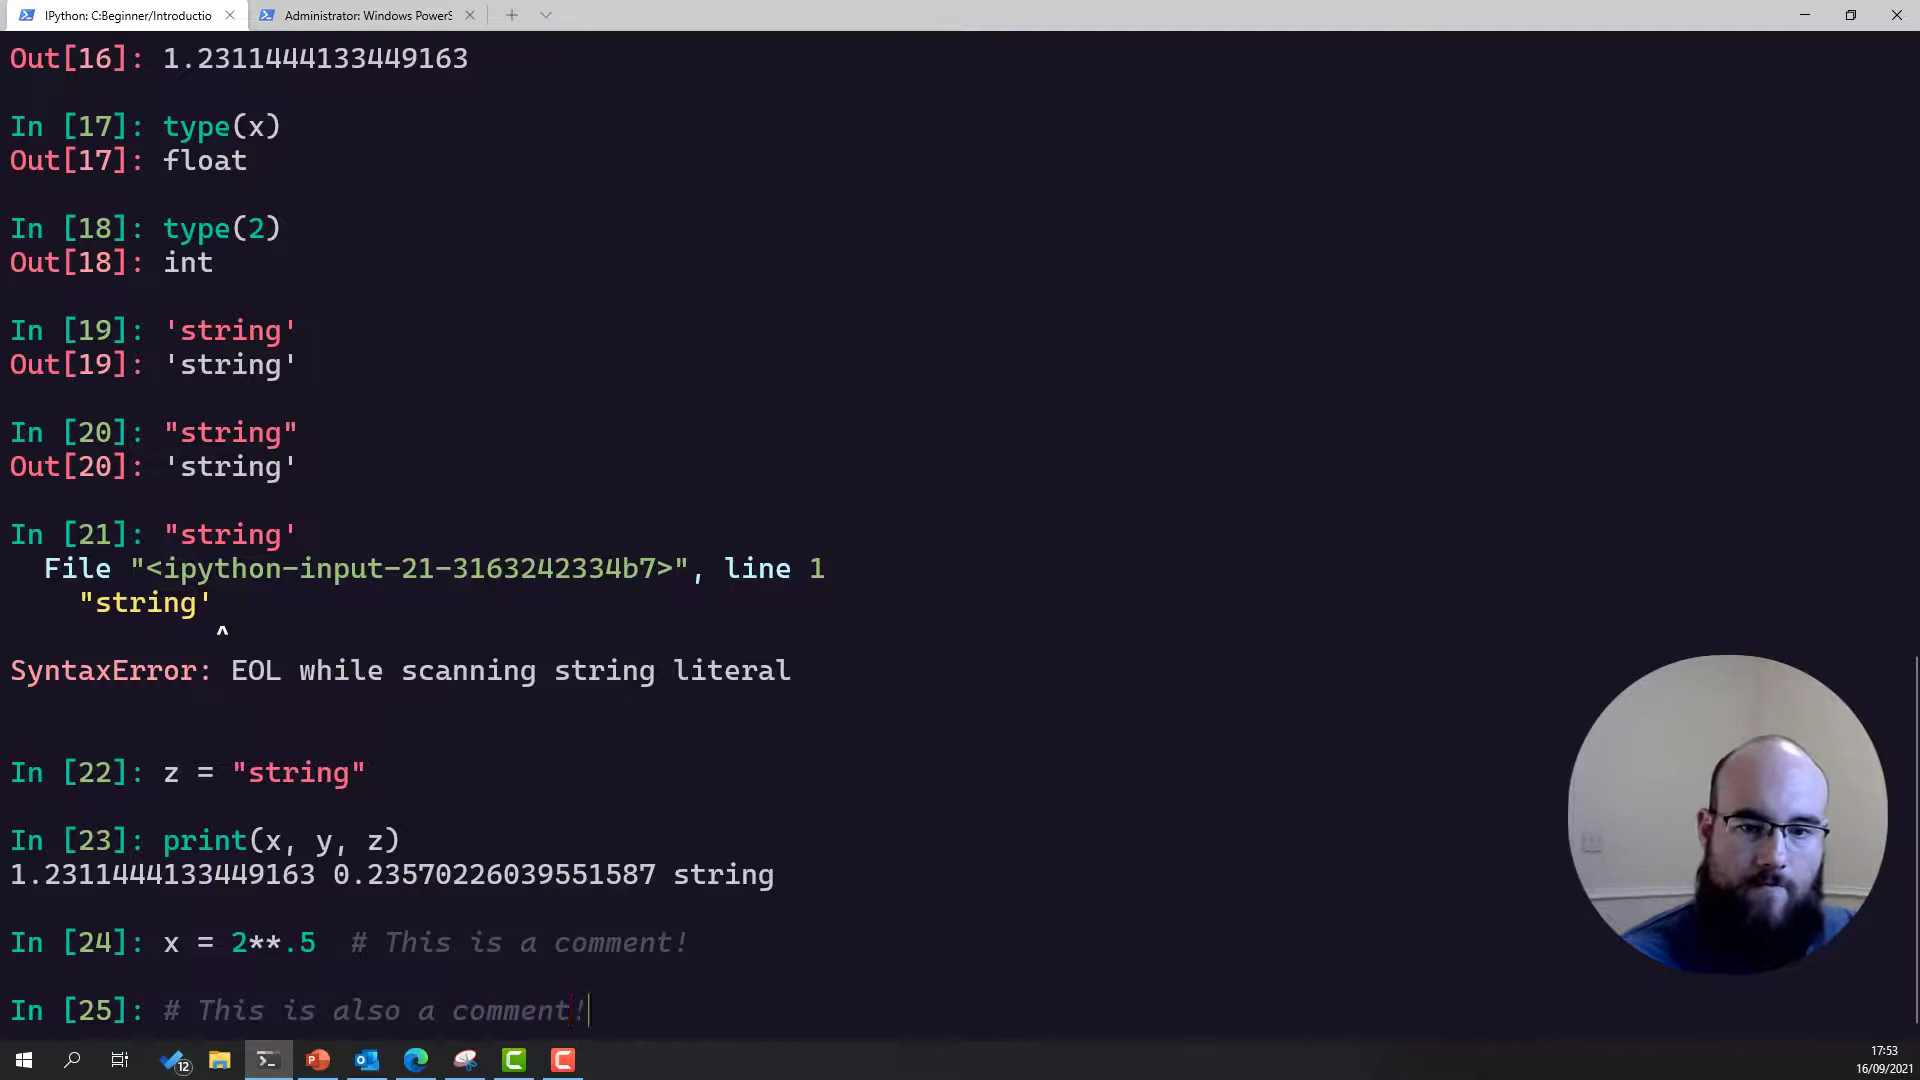 IPython: C:Beginner/Introductio
Administrator: Windows PowerS
Out[16]: 1.2311444133449163
In [17]: type(x)
Out[17]: float
In [18]: type(2)
Out[18]: int
In [19]: 'string'
Out[19]: 'string'
In [20]: "string"
Out[20]: 'string'
In [21]: "string'
File "<ipython-input-21-3163242334b7>", line 1
"string'
^
SyntaxError: EOL while scanning string literal
In [22]: z = "string"
In [23]: print(x, y, z)
1.2311444133449163 0.23570226039551587 string
In [24]: x = 2**.5  # This is a comment!
In [25]: # This is also a comment!
12
17:53
16/09/2021